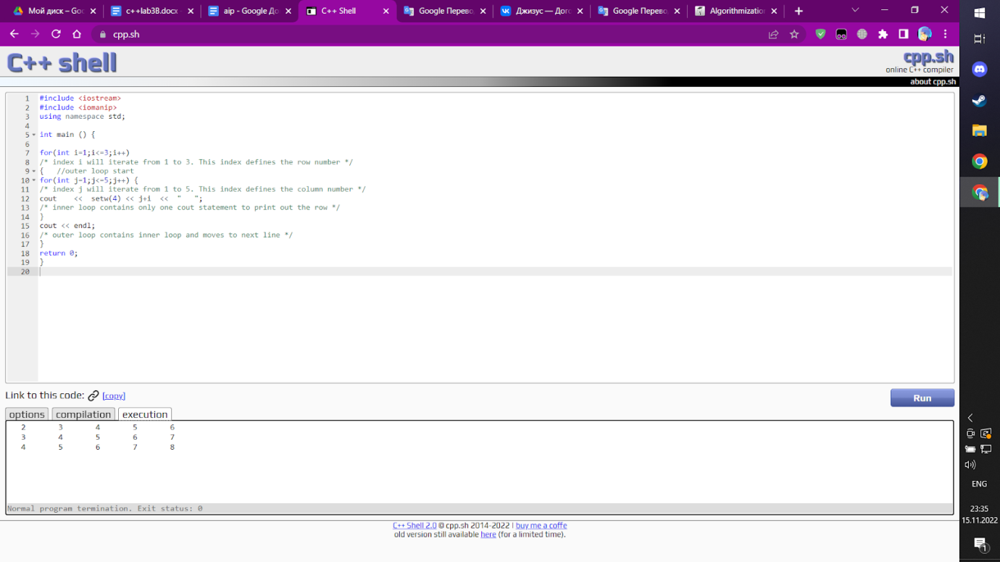 Мой диск – Goo
c++lab3B.docx
aip - Google До
C++ Shell
Google Перево
Джизус — Дого
Google Перево
Algorithmization
cpp.sh
C++ shell
cpp.sh
online C++ compiler
about cpp.sh
1 #include <iostream>
2 #include <iomanip>
3 using namespace std;
4
5 int main () {
6
7 for(int i=1;i<=3;i++)
8 /* index i will iterate from 1 to 3. This index defines the row number */
9 {   //outer loop start
10 for(int j=1;j<=5;j++) {
11 /* index j will iterate from 1 to 5. This index defines the column number */
12 cout    <<  setw(4) << j+i  <<  "   ";
13 /* inner loop contains only one cout statement to print out the row */
14 }
15 cout << endl;
16 /* outer loop contains inner loop and moves to next line */
17 }
18 return 0;
19 }
20
Link to this code: [copy]
Run
options compilation execution
2 3 4 5 6
3 4 5 6 7
4 5 6 7 8
Normal program termination. Exit status: 0
C++ Shell 2.0 © cpp.sh 2014-2022 | buy me a coffe
old version still available here (for a limited time).
ENG
23:35
15.11.2022
1